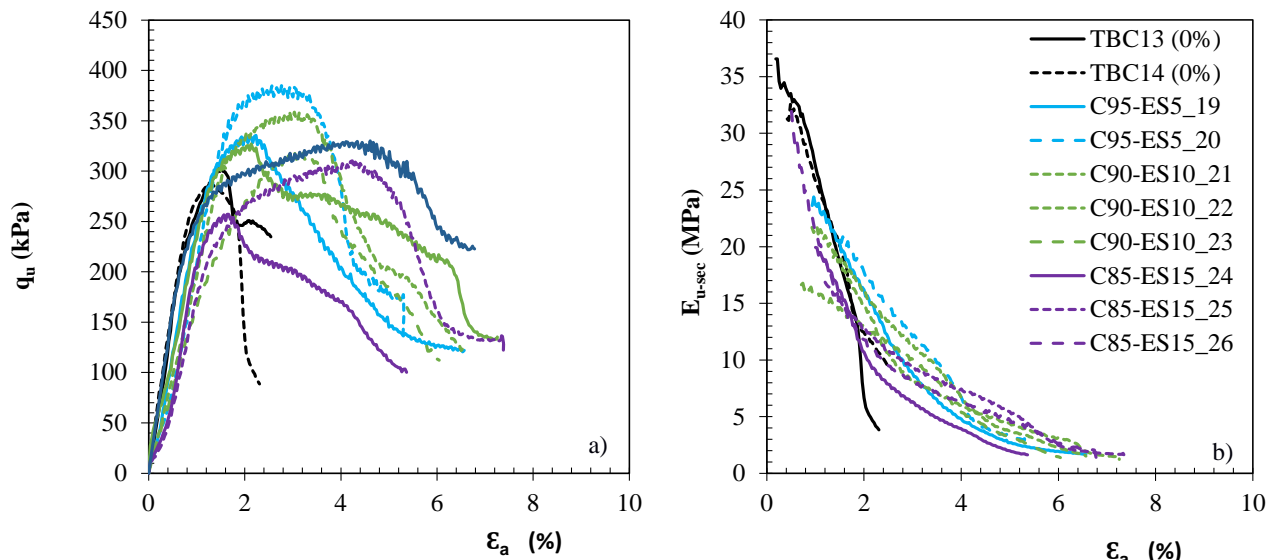 450
400
350
300
250
200
150
100
50
0
qu (kPa)
0 2 4 6 8 10
Ɛa (%)
a)
40
35
30
25
20
15
10
5
0
Eu-sec (MPa)
0 2 4 6 8 10
Ɛa (%)
TBC13 (0%)
TBC14 (0%)
C95-ES5_19
C95-ES5_20
C90-ES10_21
C90-ES10_22
C90-ES10_23
C85-ES15_24
C85-ES15_25
C85-ES15_26
b)